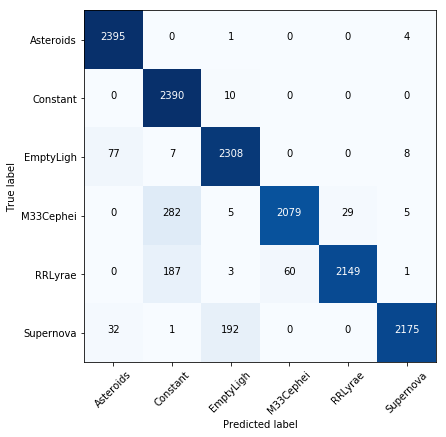 Asteroids 2395 0 1 0 0 4
Constant 0 2390 10 0 0 0
EmptyLigh 77 7 2308 0 0 8
M33Cephei 0 282 5 2079 29 5
RRLyrae 0 187 3 60 2149 1
Supernova 32 1 192 0 0 2175
True label
Asteroids Constant EmptyLigh M33Cephei RRLyrae Supernova
Predicted label